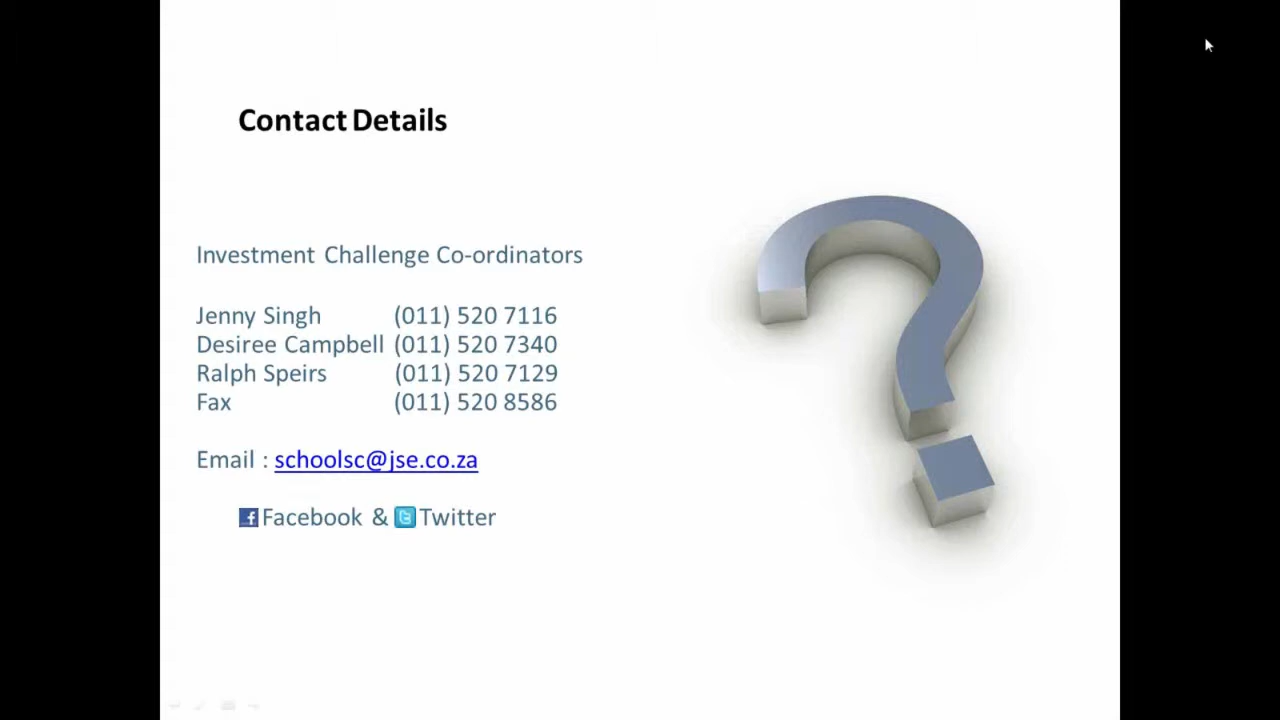 Contact Details
Investment Challenge Co-ordinators
Jenny Singh (011) 520 7116
Desiree Campbell (011) 520 7340
Ralph Speirs (011) 520 7129
Fax (011) 520 8586
Email : schoolsc@jse.co.za
Facebook & Twitter